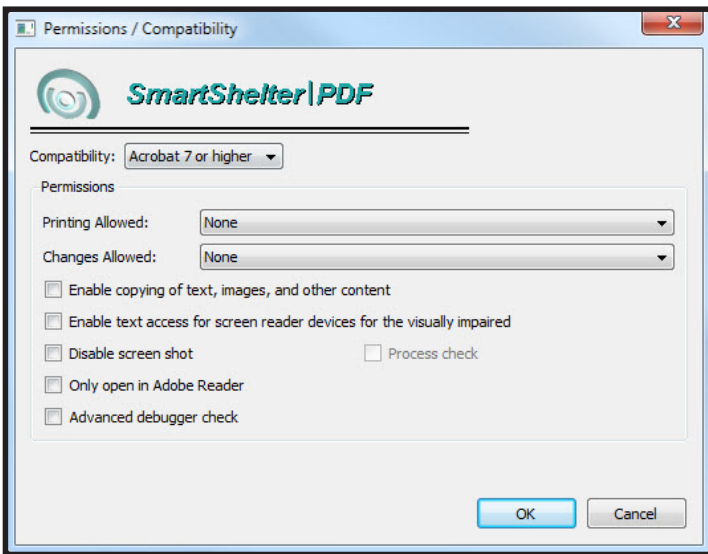 Permissions / Compatibility
SmartShelter|PDF
Compatibility: Acrobat 7 or higher
Permissions
Printing Allowed: None
Changes Allowed: None
Enable copying of text, images, and other content
Enable text access for screen reader devices for the visually impaired
Disable screen shot Process check
Only open in Adobe Reader
Advanced debugger check
OK Cancel